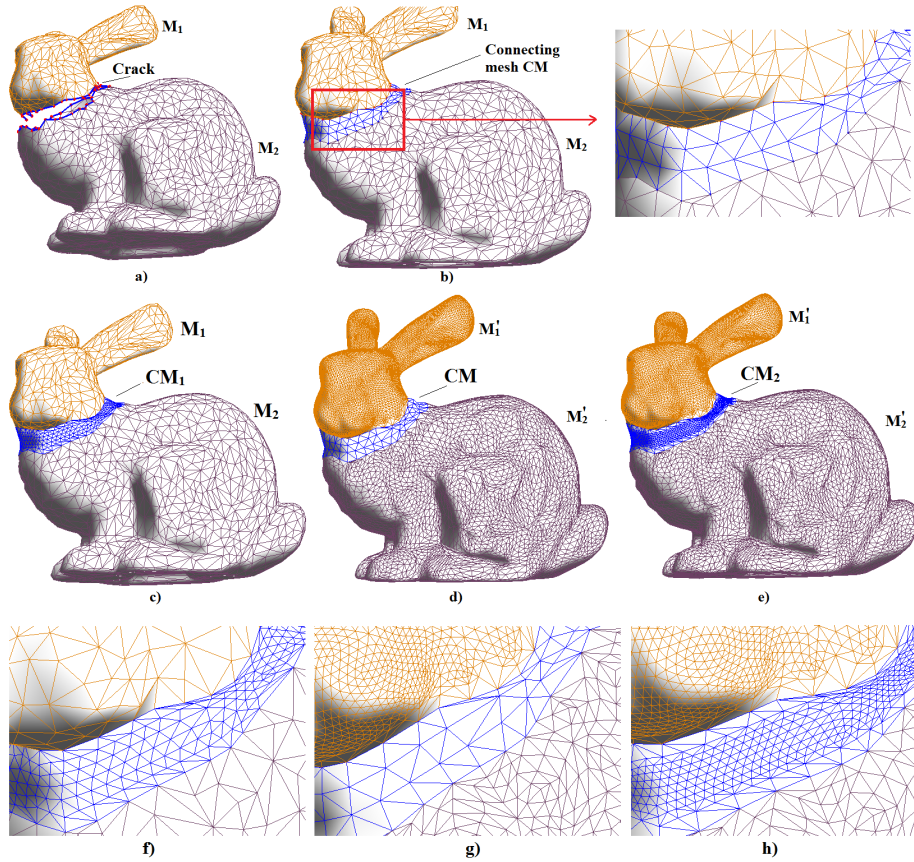 M1
Crack
M2
a)
M1
Connecting
mesh CM
M2
b)
M1
CM1
M2
c)
M1'
CM
M2'
d)
M1'
CM2
M2'
e)
f)
g)
h)